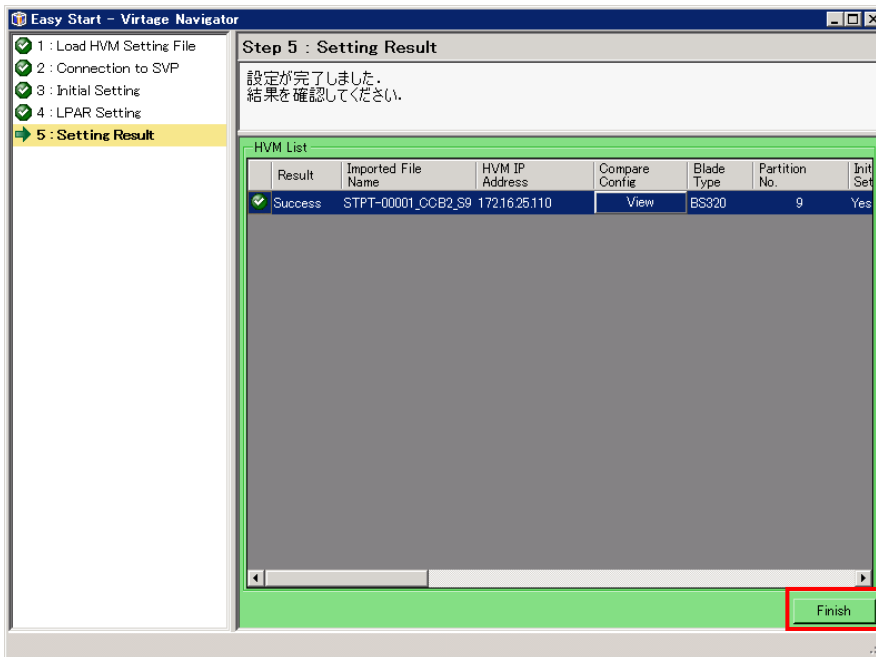 Easy Start - Virtage Navigator
1 : Load HVM Setting File
2 : Connection to SVP
3 : Initial Setting
4 : LPAR Setting
5 : Setting Result
Step 5 : Setting Result
設定が完了しました.
結果を確認してください.
HVM List
Result Imported File Name HVM IP Address Compare Config Blade Type Partition No. Init Set
Success STPT-00001_CCB2_S9 172.16.25.110 View BS320 9 Yes
Finish